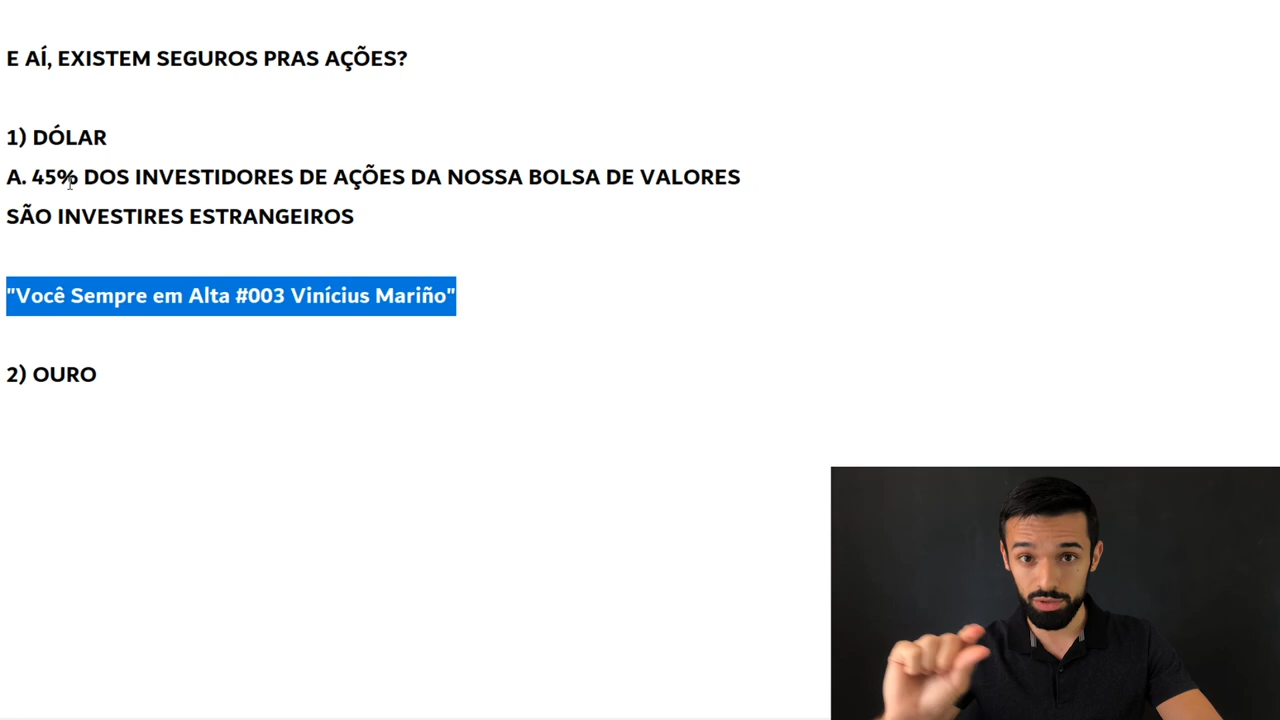 E AÍ, EXISTEM SEGUROS PRAS AÇÕES?
1) DÓLAR
A. 45% DOS INVESTIDORES DE AÇÕES DA NOSSA BOLSA DE VALORES
SÃO INVESTIRES ESTRANGEIROS
"Você Sempre em Alta #003 Vinícius Mariño"
2) OURO